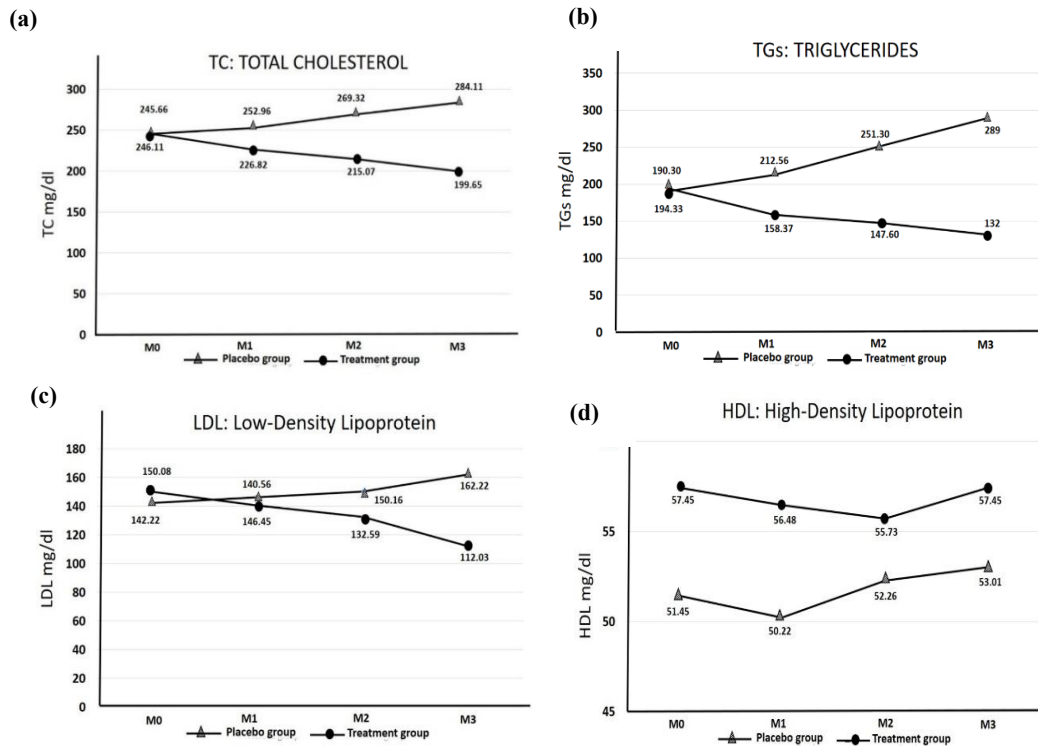 (a)
TC: TOTAL CHOLESTEROL
TC mg/dl
300
250
200
150
100
50
0
245.66
252.96
269.32
284.11
246.11
226.82
215.07
199.65
M0
M1
M2
M3
Placebo group
Treatment group
(b)
TGs: TRIGLYCERIDES
TGs mg/dl
350
300
250
200
150
100
50
0
190.30
212.56
251.30
289
194.33
158.37
147.60
132
M0
M1
M2
M3
Placebo group
Treatment group
(c)
LDL: Low-Density Lipoprotein
LDL mg/dl
180
160
140
120
100
80
60
40
20
0
150.08
140.56
150.16
162.22
142.22
146.45
132.59
112.03
M0
M1
M2
M3
Placebo group
Treatment group
(d)
HDL: High-Density Lipoprotein
HDL mg/dl
55
50
45
57.45
56.48
55.73
57.45
51.45
50.22
52.26
53.01
M0
M1
M2
M3
Placebo group
Treatment group